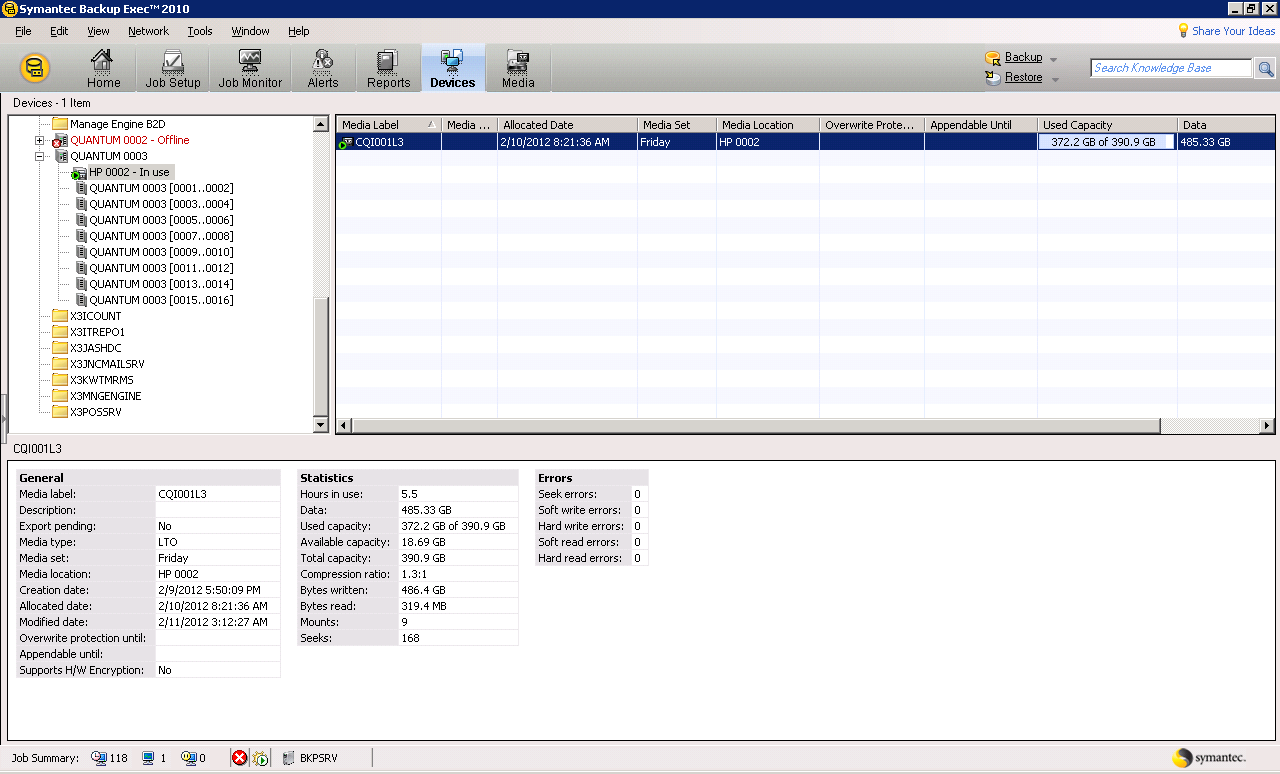 Symantec Backup Exec™ 2010
File Edit View Network Tools Window Help
Share Your Ideas
Home Job Setup Job Monitor Alerts Reports Devices Media
Backup
Restore
Search Knowledge Base
Devices - 1 Item
Manage Engine B2D
QUANTUM 0002 - Offline
QUANTUM 0003
HP 0002 - In use
QUANTUM 0003 [0001..0002]
QUANTUM 0003 [0003..0004]
QUANTUM 0003 [0005..0006]
QUANTUM 0003 [0007..0008]
QUANTUM 0003 [0009..0010]
QUANTUM 0003 [0011..0012]
QUANTUM 0003 [0013..0014]
QUANTUM 0003 [0015..0016]
X3ICOUNT
X3ITREPO1
X3JASHDC
X3JNCMAILSRV
X3KWTMRMS
X3MNGENGINE
X3POSSRV
Media Label Media ... Allocated Date Media Set Media Location Overwrite Prote... Appendable Until Used Capacity Data
CQI001L3 2/10/2012 8:21:36 AM Friday HP 0002 372.2 GB of 390.9 GB 485.33 GB
CQI001L3
General
Media label: CQI001L3
Description:
Export pending: No
Media type: LTO
Media set: Friday
Media location: HP 0002
Creation date: 2/9/2012 5:50:09 PM
Allocated date: 2/10/2012 8:21:36 AM
Modified date: 2/11/2012 3:12:27 AM
Overwrite protection until:
Appendable until:
Supports H/W Encryption: No
Statistics
Hours in use: 5.5
Data: 485.33 GB
Used capacity: 372.2 GB of 390.9 GB
Available capacity: 18.69 GB
Total capacity: 390.9 GB
Compression ratio: 1.3:1
Bytes written: 486.4 GB
Bytes read: 319.4 MB
Mounts: 9
Seeks: 168
Errors
Seek errors: 0
Soft write errors: 0
Hard write errors: 0
Soft read errors: 0
Hard read errors: 0
Job Summary: 116 1 0 BKPSRV
symantec.